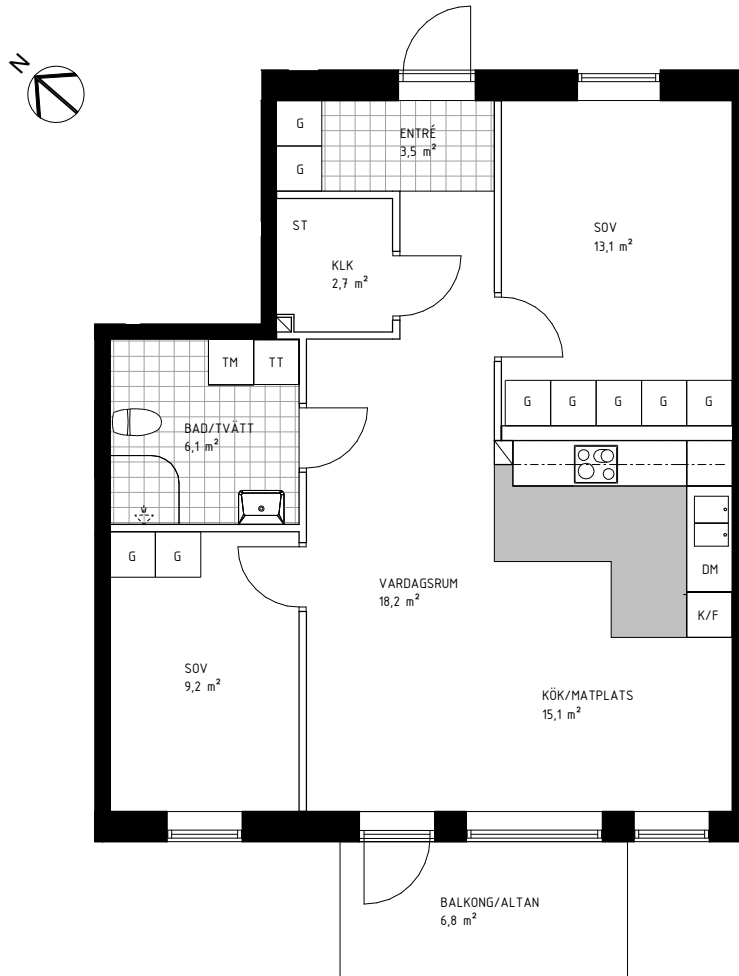 N
G
ENTRÉ
3,5 m²
G
ST
SOV
13,1 m²
KLK
2,7 m²
TM
TT
G
G
G
G
G
BAD/TVÄTT
6,1 m²
G
G
DM
VARDAGSRUM
18,2 m²
K/F
SOV
9,2 m²
KÖK/MATPLATS
15,1 m²
BALKONG/ALTAN
6,8 m²